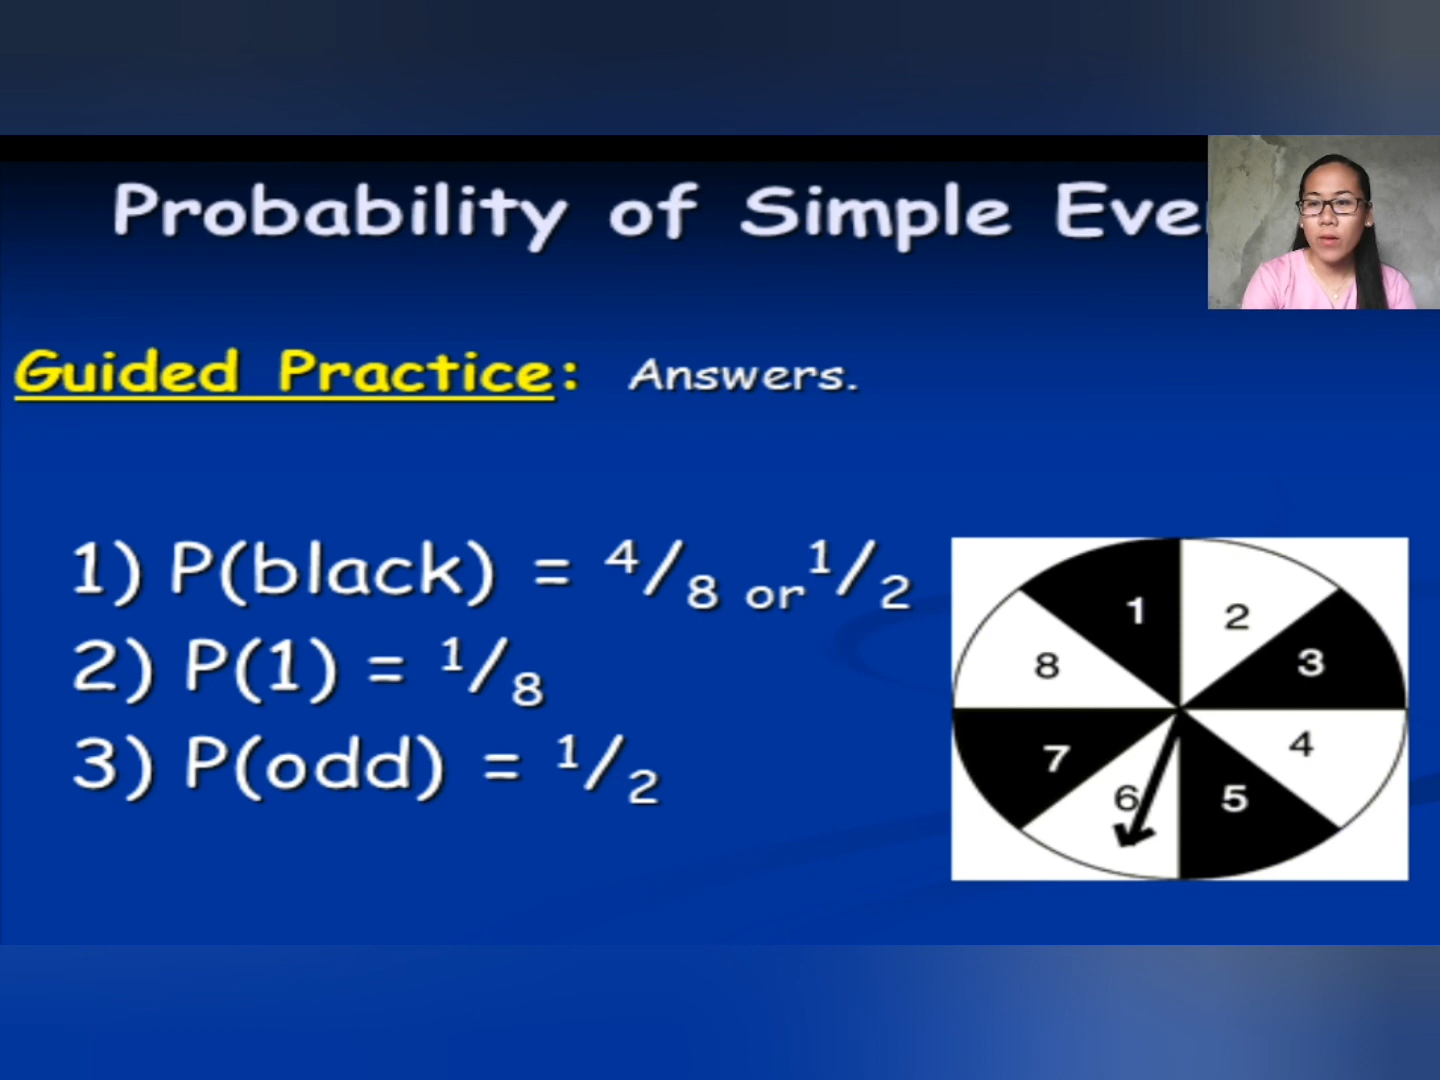 Probability of Simple Eve
Guided Practice: Answers.
1) P(black) = 4/8 or 1/2
2) P(1) = 1/8
3) P(odd) = 1/2
1
2
8
3
7
4
6
5